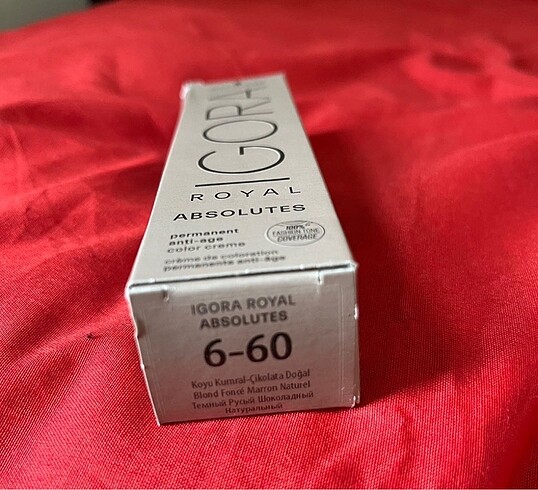 IGORA
ROYAL
ABSOLUTES
permanent
anti-age
color creme
crème de coloration
permanente anti-âge
100%
FASHION TONE
COVERAGE
IGORA ROYAL
ABSOLUTES
6-60
Koyu Kumral-Çikolata Doğal
Blond Foncé Marron Naturel
Темный Русый Шоколадный
Натуральный